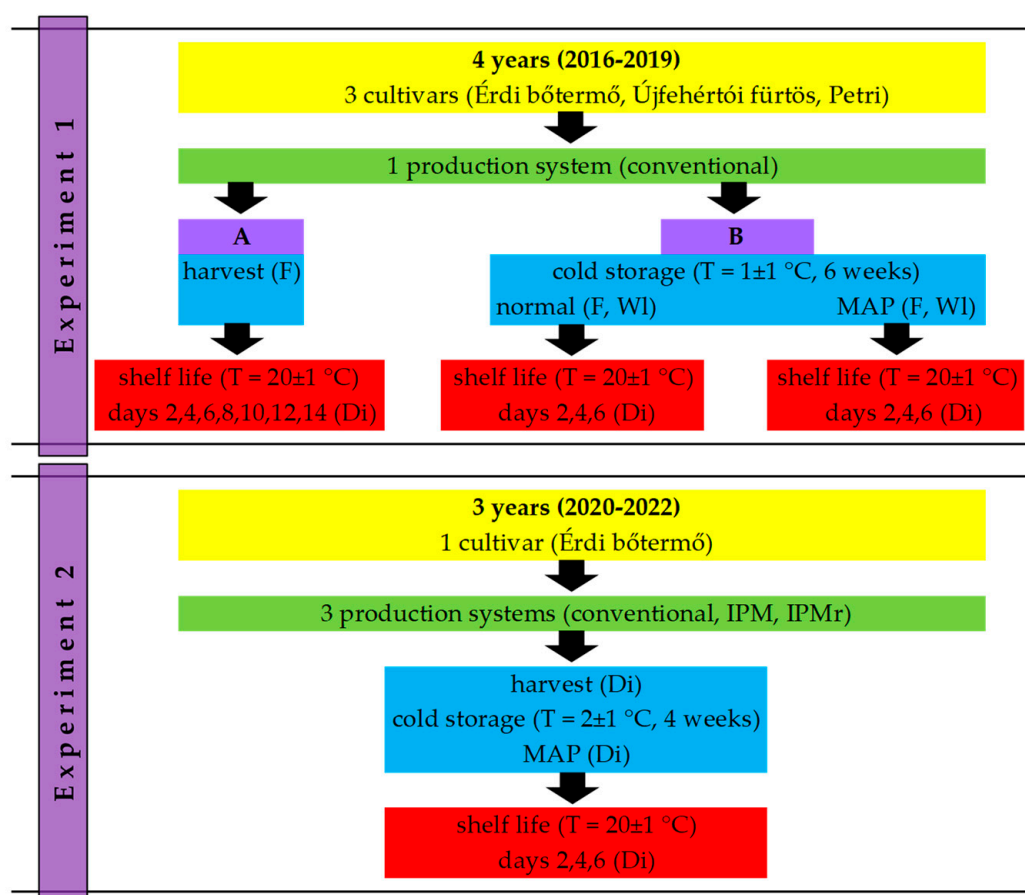 Experiment 1
4 years (2016-2019)
3 cultivars (Érdi bőtermő, Újfehértói fürtös, Petri)
1 production system (conventional)
A
B
harvest (F)
cold storage (T = 1±1 °C, 6 weeks)
normal (F, Wl)
MAP (F, Wl)
shelf life (T = 20±1 °C)
days 2,4,6,8,10,12,14 (Di)
shelf life (T = 20±1 °C)
days 2,4,6 (Di)
shelf life (T = 20±1 °C)
days 2,4,6 (Di)
Experiment 2
3 years (2020-2022)
1 cultivar (Érdi bőtermő)
3 production systems (conventional, IPM, IPMr)
harvest (Di)
cold storage (T = 2±1 °C, 4 weeks)
MAP (Di)
shelf life (T = 20±1 °C)
days 2,4,6 (Di)